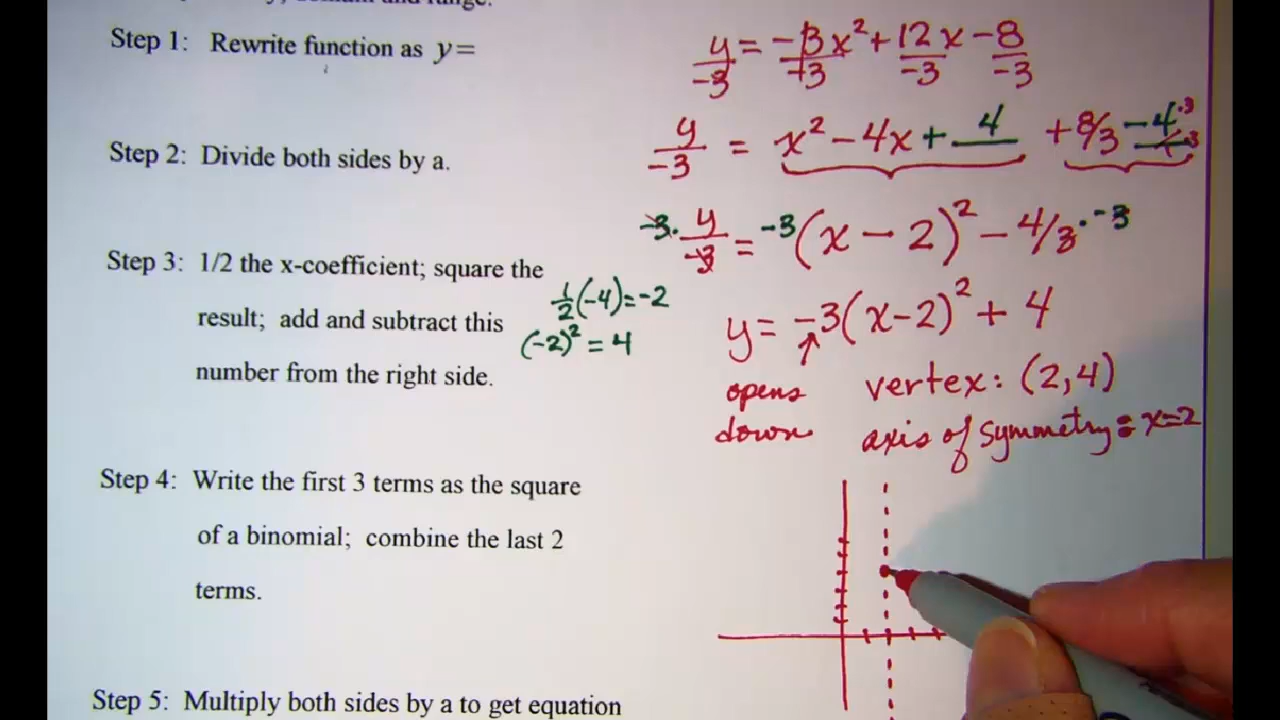 domain and range.
Step 1: Rewrite function as y=
Step 2: Divide both sides by a.
Step 3: 1/2 the x-coefficient; square the
result; add and subtract this
number from the right side.
Step 4: Write the first 3 terms as the square
of a binomial; combine the last 2
terms.
Step 5: Multiply both sides by a to get equation
y/-3 = -3x²/-3 + 12x/-3 - 8/-3
y/-3 = x² - 4x + 4 + 8/3 - 4·3
-3 · y/-3 = -3(x - 2)² - 4/3 · -3
1/2(-4) = -2
(-2)² = 4
y = -3(x-2)² + 4
opens
down
vertex: (2,4)
axis of symmetry: x=2